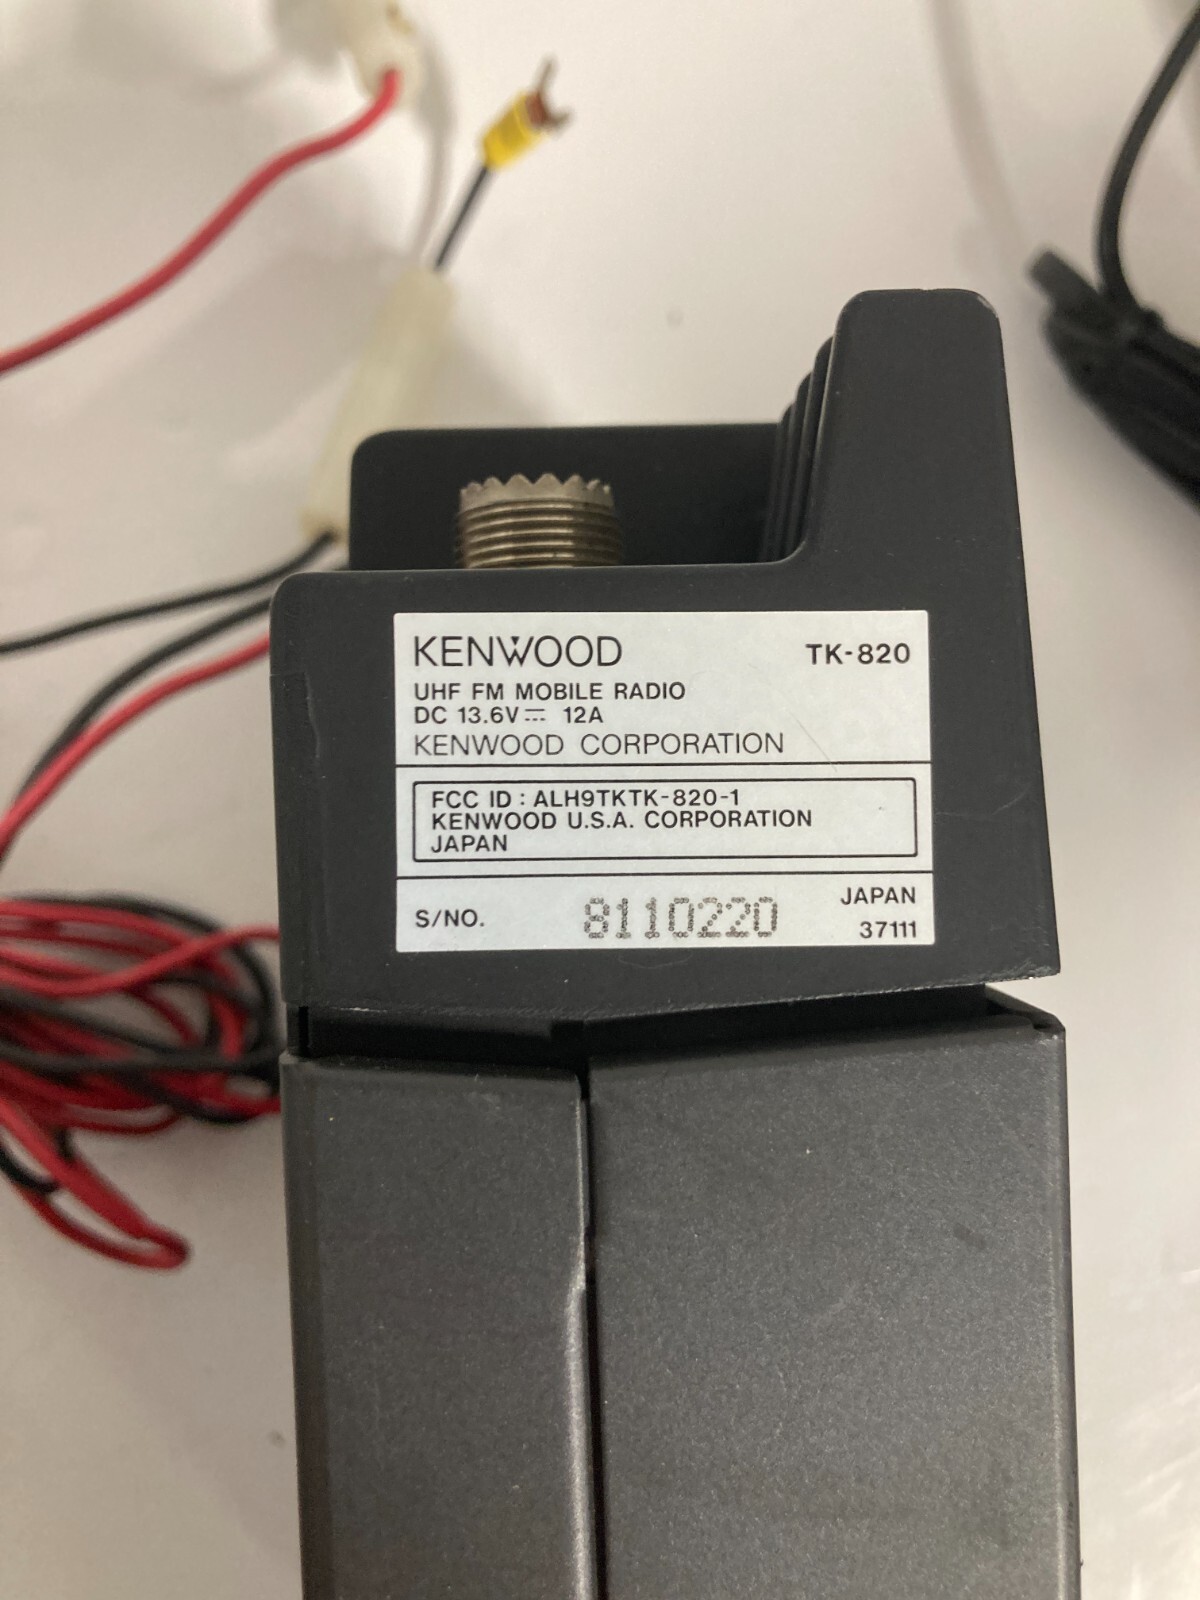 KENWOOD TK-820
UHF FM MOBILE RADIO
DC 13.6V⎓ 12A
KENWOOD CORPORATION
FCC ID : ALH9TKTK-820-1
KENWOOD U.S.A. CORPORATION
JAPAN
S/NO. 8110220 JAPAN
37111